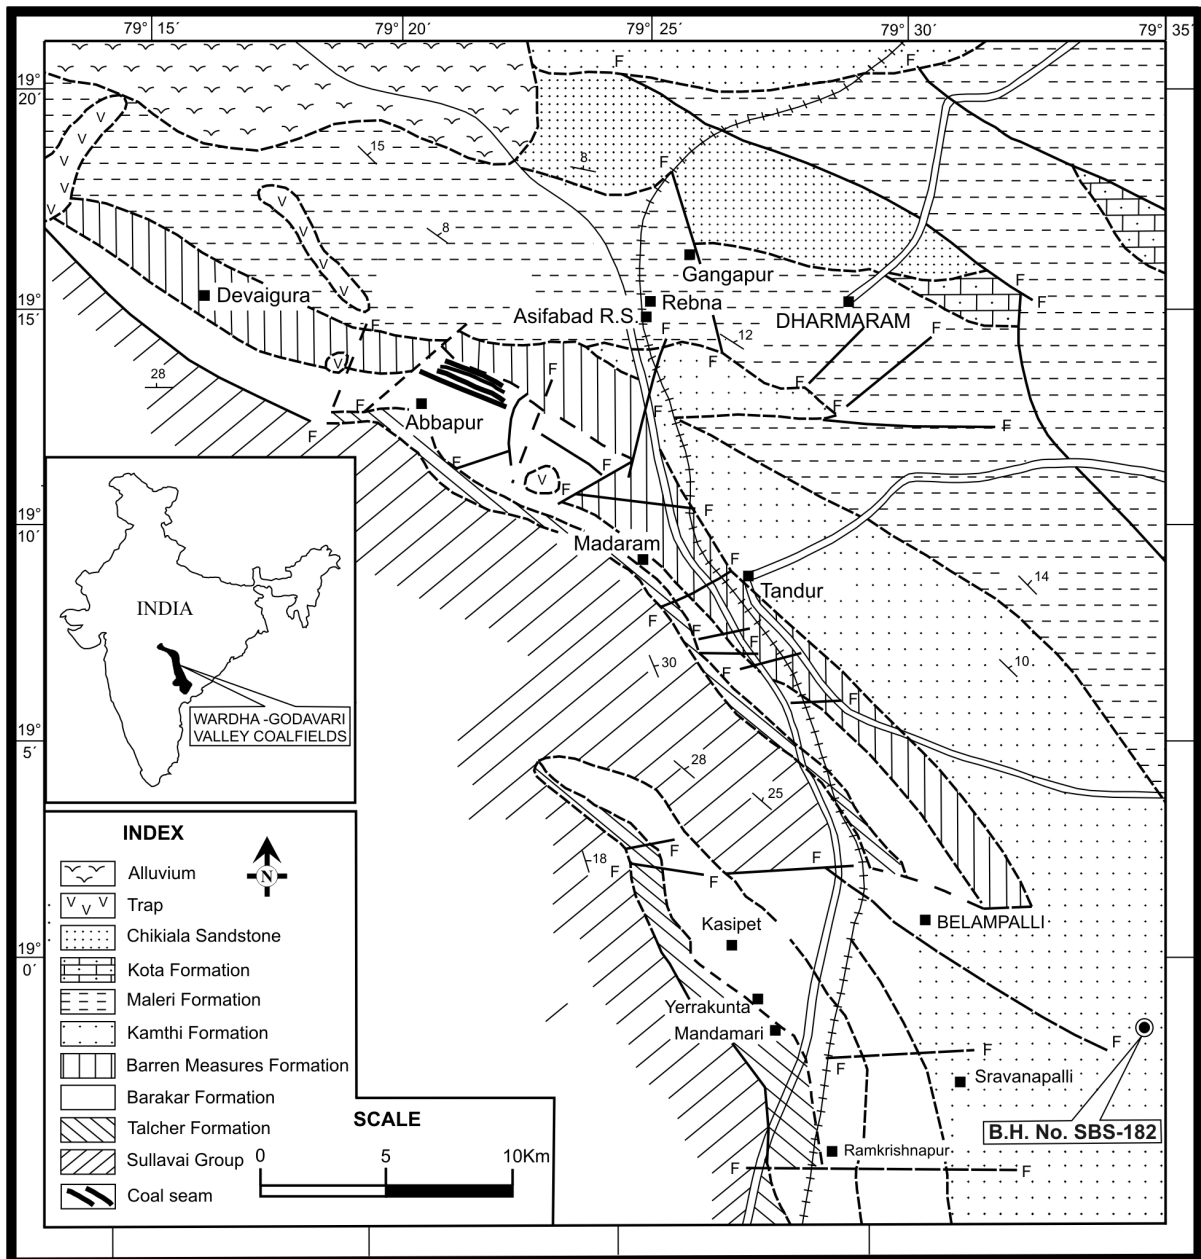 79° 15´
79° 20´
79° 25´
79° 30´
79° 35´
19°
20´
F
F
F
15
8
F
V
V
V
V
V
V
V
V
8
Gangapur
F
F
Devaigura
Rebna
Asifabad R.S.
DHARMARAM
19°
15´
F
12
F
F
F
V
28
F
F
F
F
F
F
F
Abbapur
F
F
F
V
F
F
19°
10´
Madaram
F
Tandur
14
F
F
F
30
F
F
10
INDIA
WARDHA -GODAVARI
VALLEY COALFIELDS
19°
5´
28
25
18
F
F
F
F
INDEX
Alluvium
V V V
Trap
Chikiala Sandstone
Kota Formation
Maleri Formation
Kamthi Formation
Barren Measures Formation
Barakar Formation
Talcher Formation
Sullavai Group
Coal seam
N
Kasipet
BELAMPALLI
19°
0´
Yerrakunta
Mandamari
F
F
F
Sravanapalli
B.H. No. SBS-182
Ramkrishnapur
F
F
SCALE
0
5
10Km